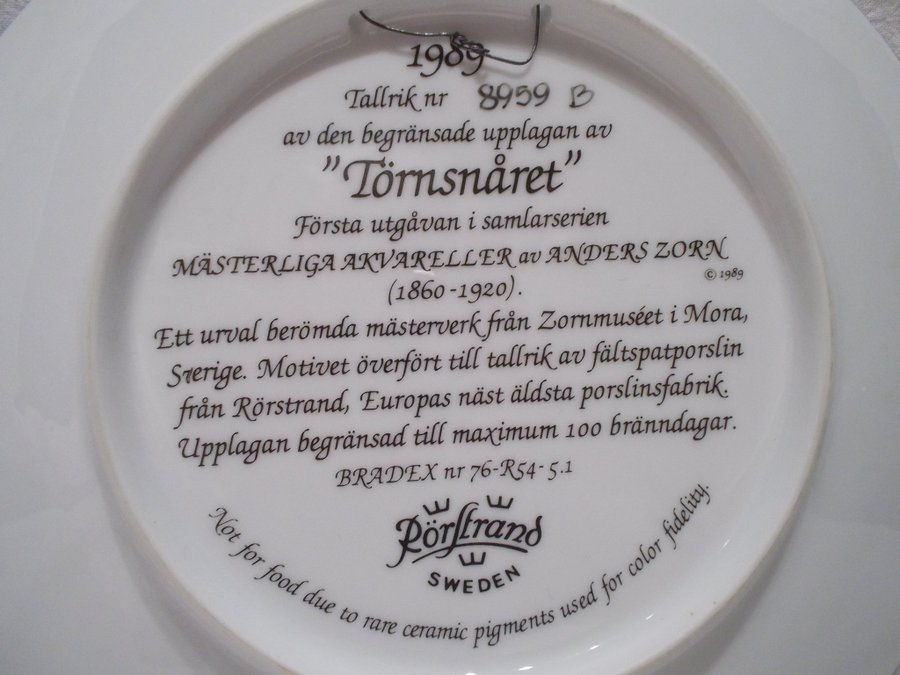 1989
Tallrik nr 8959 B
av den begränsade upplagan av
"Törnsnåret"
Första utgåvan i samlarserien
MÄSTERLIGA AKVARELLER av ANDERS ZORN
© 1989
(1860-1920).
Ett urval berömda mästerverk från Zornmuséet i Mora,
Sverige. Motivet överfört till tallrik av fältspatporslin
från Rörstrand, Europas näst äldsta porslinsfabrik.
Upplagan begränsad till maximum 100 bränndagar.
BRADEX nr 76-R54-5.1
Rörstrand
SWEDEN
Not for food due to rare ceramic pigments used for color fidelity.